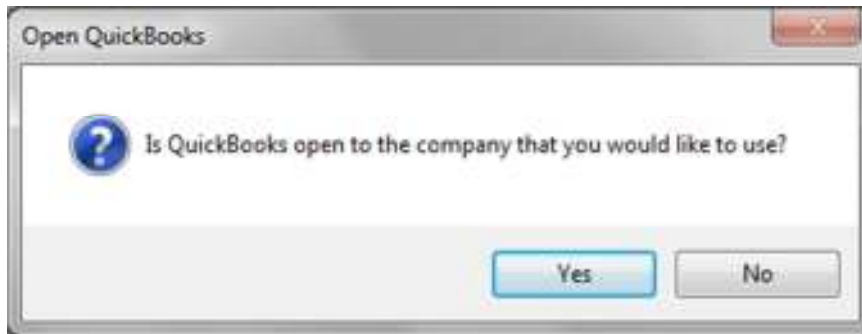 Open QuickBooks
Is QuickBooks open to the company that you would like to use?
Yes
No